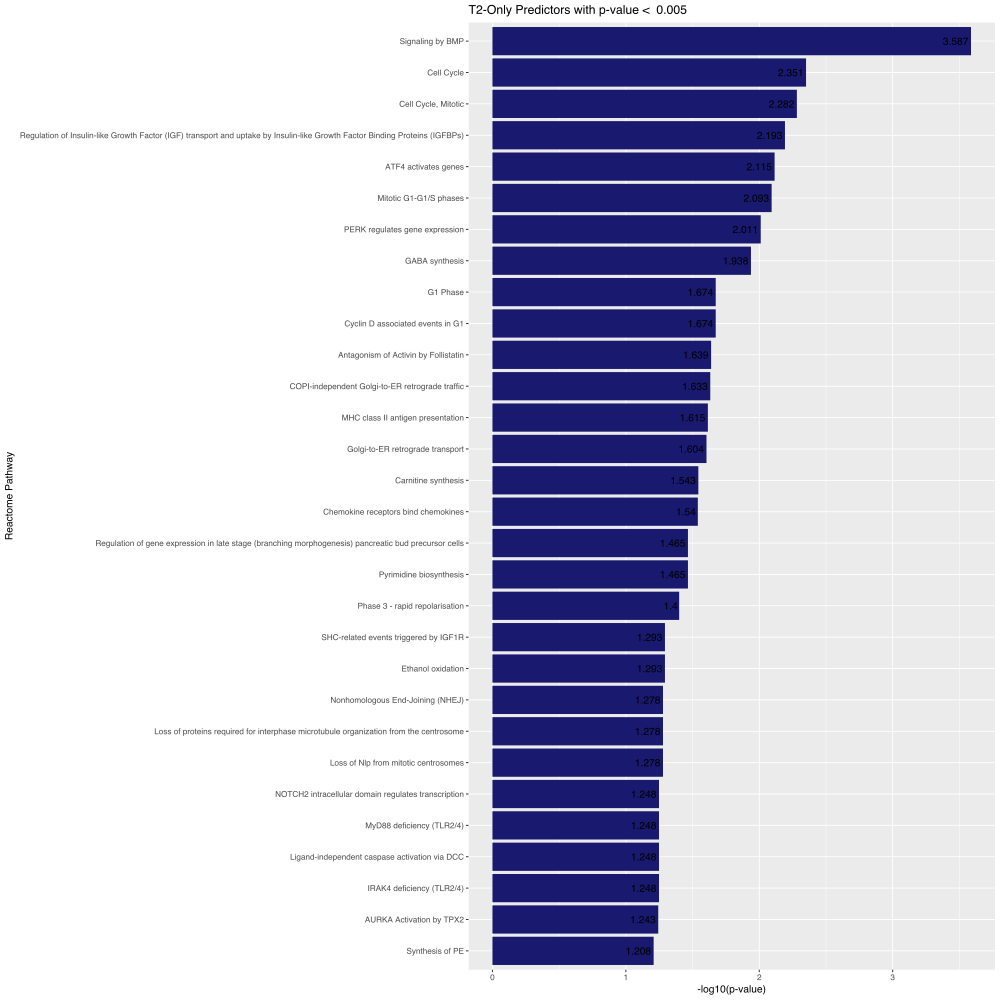 T2-Only Predictors with p-value < 0.005
Reactome Pathway
Signaling by BMP 3.587
Cell Cycle 2.351
Cell Cycle, Mitotic 2.282
Regulation of Insulin-like Growth Factor (IGF) transport and uptake by Insulin-like Growth Factor Binding Proteins (IGFBPs) 2.193
ATF4 activates genes 2.115
Mitotic G1-G1/S phases 2.093
PERK regulates gene expression 2.011
GABA synthesis 1.938
G1 Phase 1.674
Cyclin D associated events in G1 1.674
Antagonism of Activin by Follistatin 1.639
COPI-independent Golgi-to-ER retrograde traffic 1.633
MHC class II antigen presentation 1.615
Golgi-to-ER retrograde transport 1.604
Carnitine synthesis 1.543
Chemokine receptors bind chemokines 1.54
Regulation of gene expression in late stage (branching morphogenesis) pancreatic bud precursor cells 1.465
Pyrimidine biosynthesis 1.465
Phase 3 - rapid repolarisation 1.4
SHC-related events triggered by IGF1R 1.293
Ethanol oxidation 1.293
Nonhomologous End-Joining (NHEJ) 1.278
Loss of proteins required for interphase microtubule organization from the centrosome 1.278
Loss of Nlp from mitotic centrosomes 1.278
NOTCH2 intracellular domain regulates transcription 1.248
MyD88 deficiency (TLR2/4) 1.248
Ligand-independent caspase activation via DCC 1.248
IRAK4 deficiency (TLR2/4) 1.248
AURKA Activation by TPX2 1.243
Synthesis of PE 1.208
0 1 2 3
-log10(p-value)